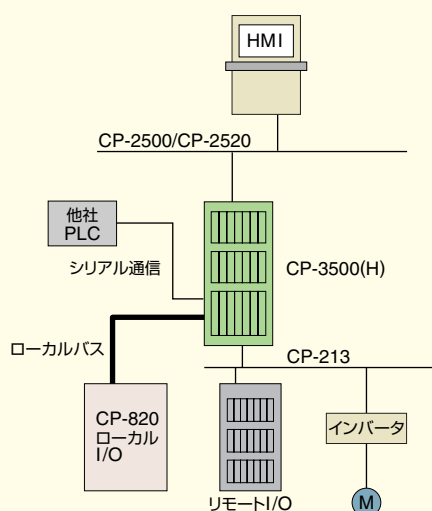 HMI
CP-2500/CP-2520
他社
PLC
シリアル通信
CP-3500(H)
ローカルバス
CP-213
CP-820
ローカル
I/O
インバータ
リモートI/O
M